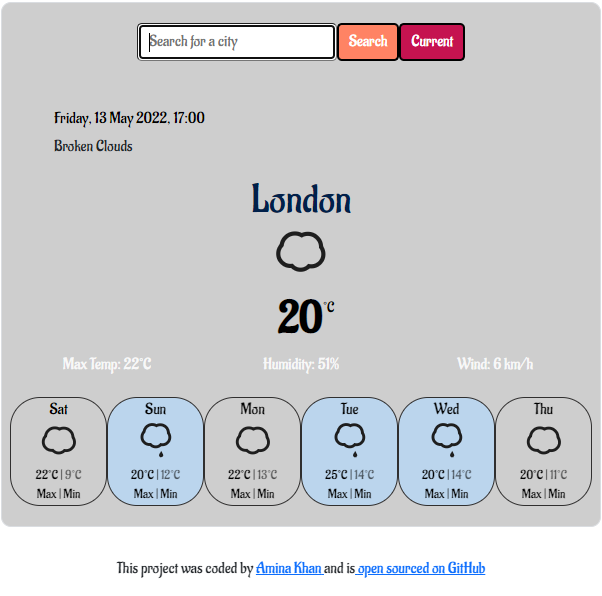 Search for a city Search Current
Friday, 13 May 2022, 17:00
Broken Clouds
London
20°C
Max Temp: 22°C Humidity: 51% Wind: 6 km/h
Sat Sun Mon Tue Wed Thu
22°C | 9°C 20°C | 12°C 22°C | 13°C 25°C | 14°C 20°C | 14°C 20°C | 11°C
Max | Min Max | Min Max | Min Max | Min Max | Min Max | Min
This project was coded by Amina Khan and is open sourced on GitHub